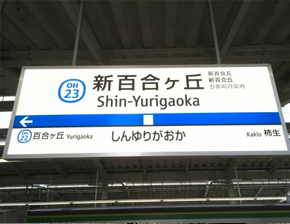 OH
23
新百合ヶ丘
Shin-Yurigaoka
新百合丘
新百合丘
신유리가오카
OH
22
百合ヶ丘 Yurigaoka
しんゆりがおか
Kakio 柿生